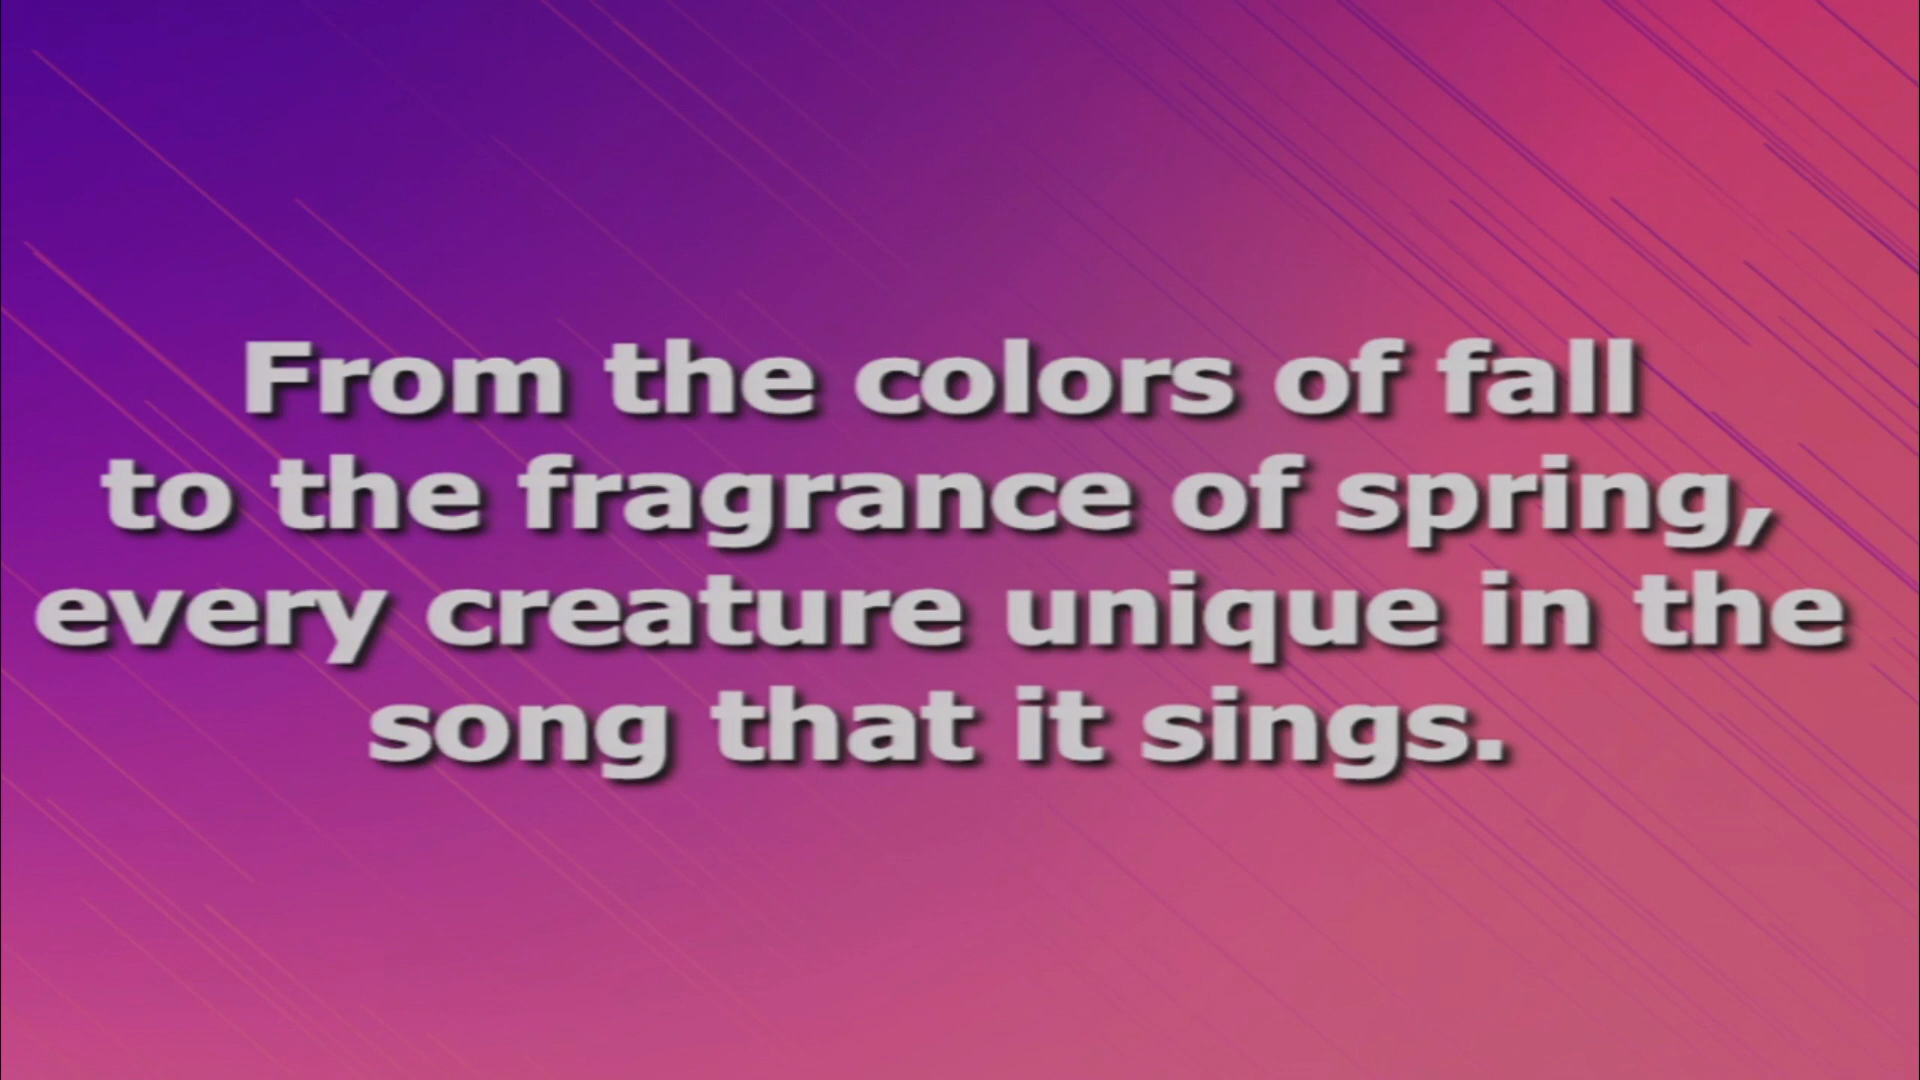 From the colors of fall
to the fragrance of spring,
every creature unique in the
song that it sings.